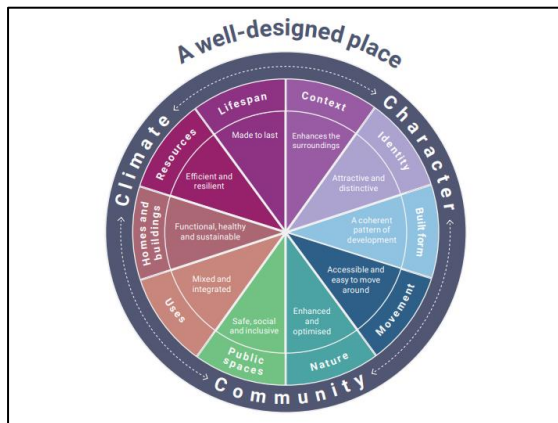 A well-designed place
Climate
Character
Community
Context
Enhances the
surroundings
Identity
Attractive and
distinctive
Built form
A coherent
pattern of
development
Movement
Accessible and
easy to move
around
Nature
Enhanced
and
optimised
Public
spaces
Safe, social
and inclusive
Uses
Mixed and
integrated
Homes and
buildings
Functional, healthy
and sustainable
Resources
Efficient and
resilient
Lifespan
Made to last